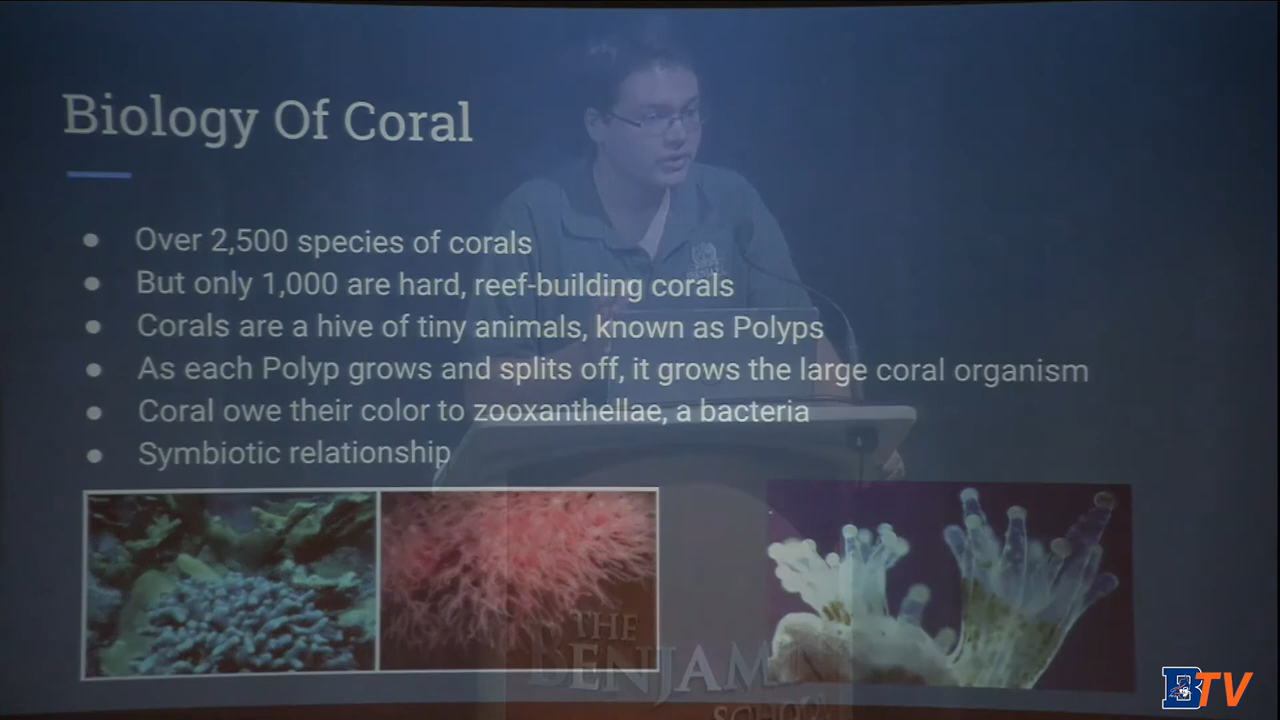 Biology Of Coral
● Over 2,500 species of corals
● But only 1,000 are hard, reef-building corals
● Corals are a hive of tiny animals, known as Polyps
● As each Polyp grows and splits off, it grows the large coral organism
● Coral owe their color to zooxanthellae, a bacteria
● Symbiotic relationship
THE
BENJAMIN
SCHOOL
BTV